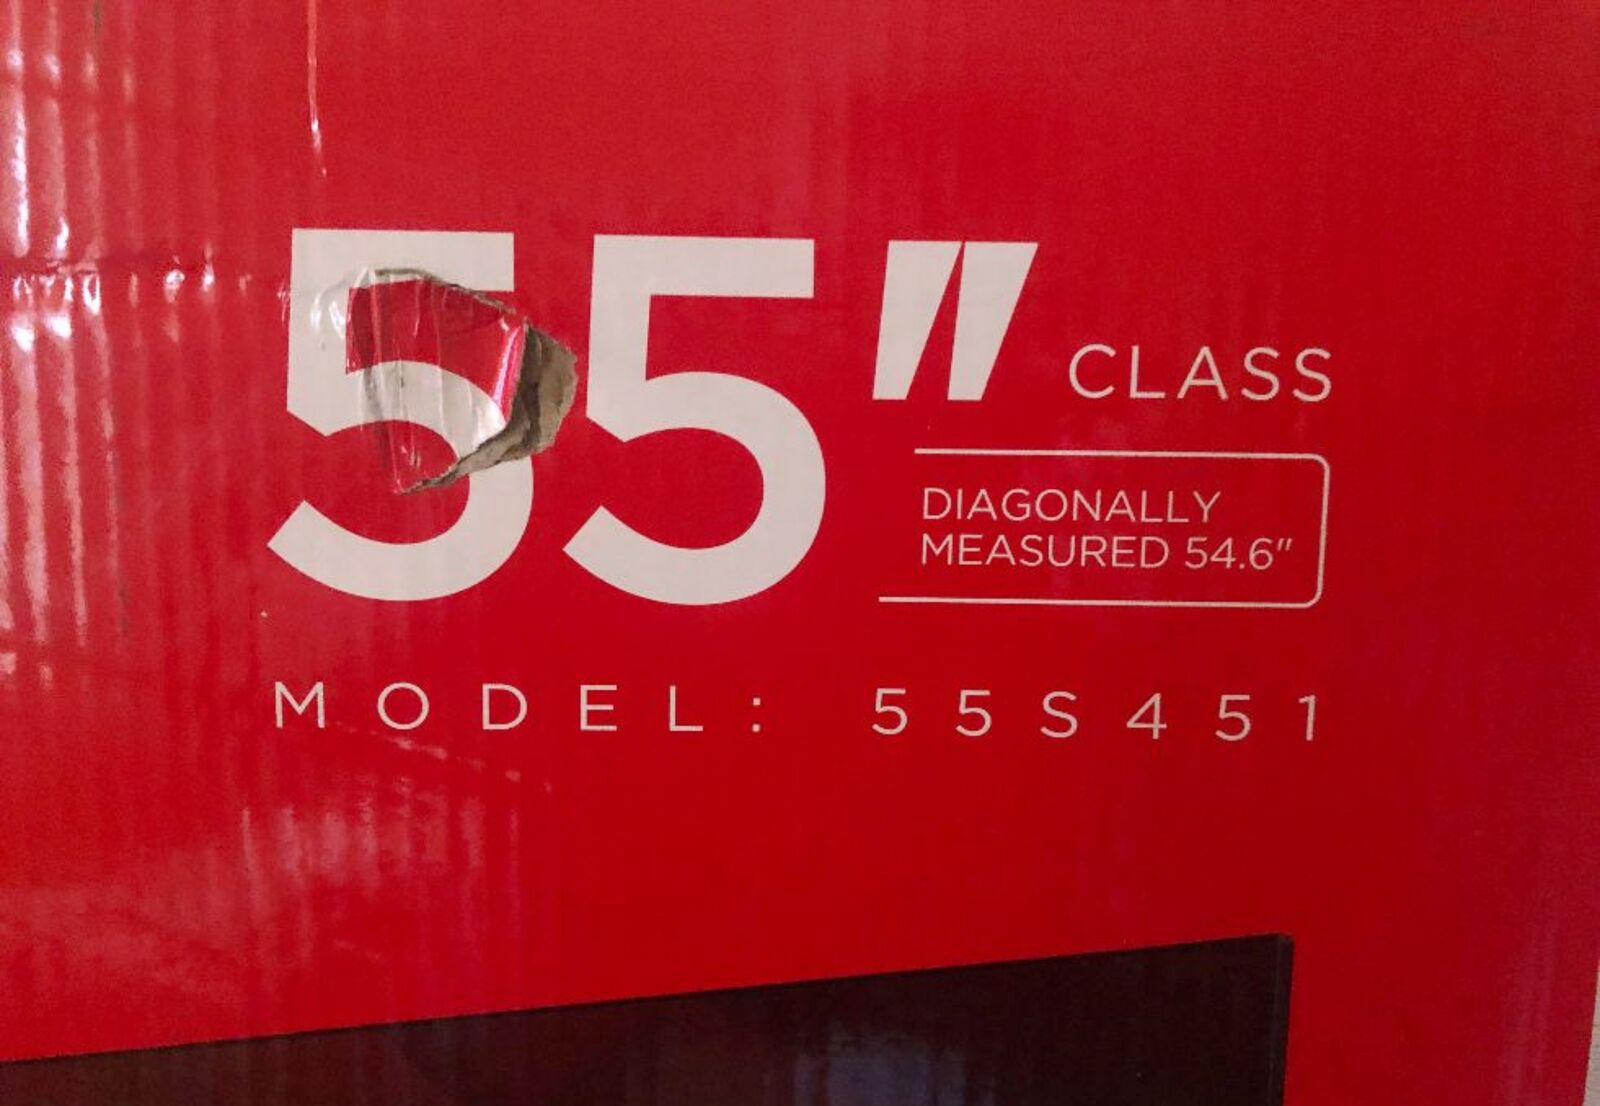 55" CLASS
DIAGONALLY
MEASURED 54.6"
MODEL: 55S451